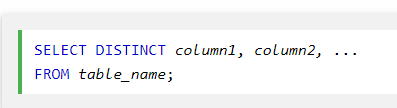 SELECT DISTINCT column1, column2, ...
FROM table_name;